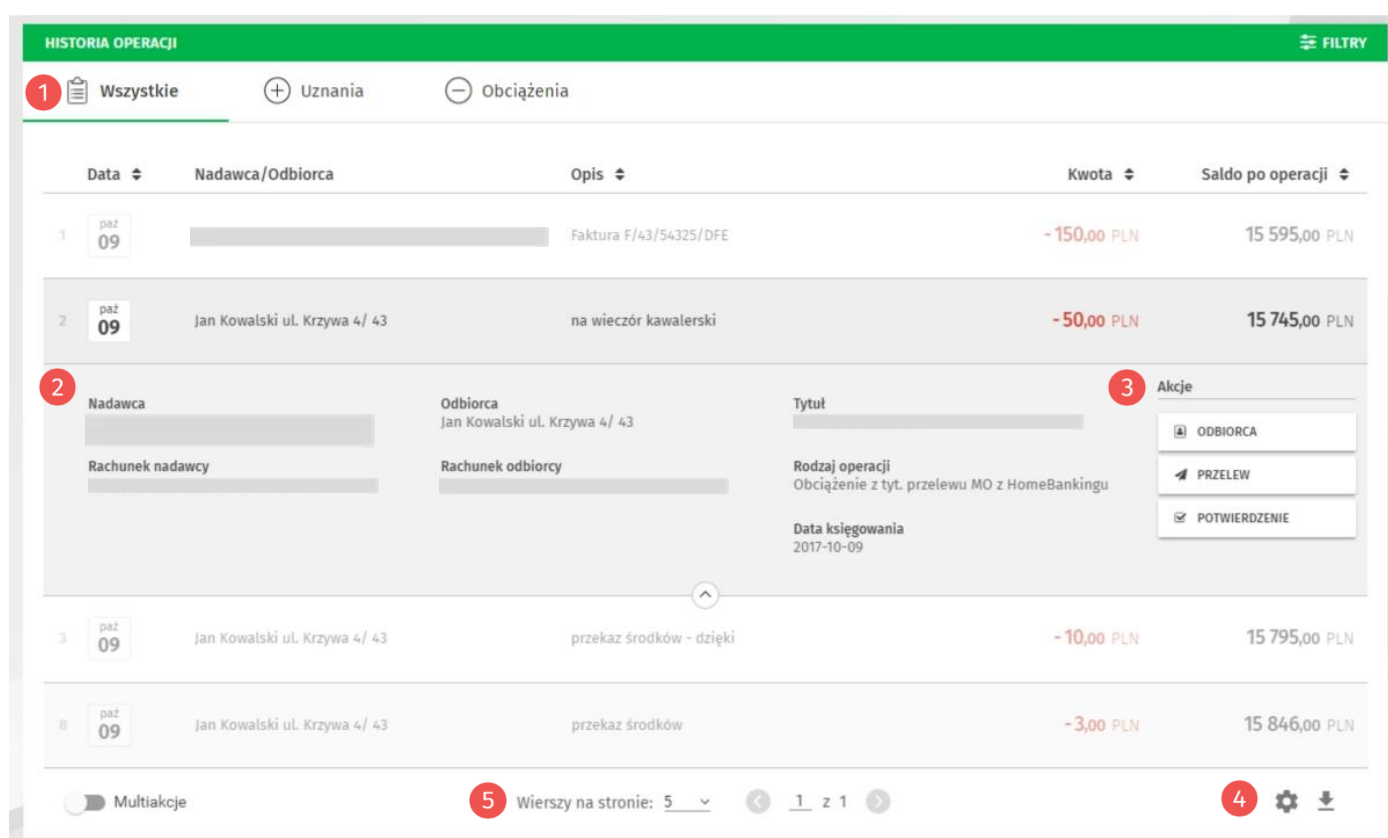 HISTORIA OPERACJI FILTRY
1 Wszystkie Uznania Obciążenia
Data Nadawca/Odbiorca Opis Kwota Saldo po operacji
1 paź 09 Faktura F/43/54325/DFE - 150,00 PLN 15 595,00 PLN
2 paź 09 Jan Kowalski ul. Krzywa 4/ 43 na wieczór kawalerski - 50,00 PLN 15 745,00 PLN
2 3 Akcje
Nadawca Odbiorca Tytuł
Jan Kowalski ul. Krzywa 4/ 43
ODBIORCA
Rachunek nadawcy Rachunek odbiorcy Rodzaj operacji
Obciążenie z tyt. przelewu MO z HomeBankingu
PRZELEW
POTWIERDZENIE
Data księgowania
2017-10-09
3 paź 09 Jan Kowalski ul. Krzywa 4/ 43 przekaz środków - dzięki - 10,00 PLN 15 795,00 PLN
8 paź 09 Jan Kowalski ul. Krzywa 4/ 43 przekaz środków - 3,00 PLN 15 846,00 PLN
Multiakcje 5 Wierszy na stronie: 5 1 z 1 4